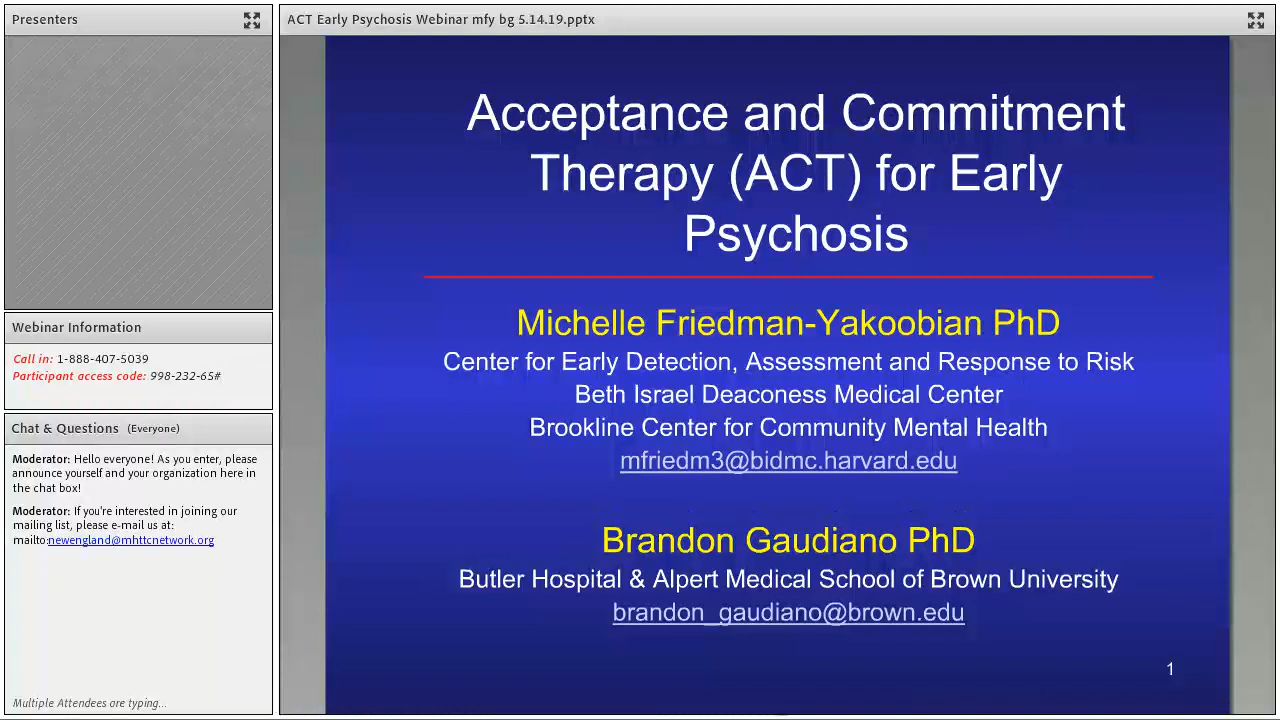 Presenters
Webinar Information
Call in: 1-888-407-5039
Participant access code: 998-232-65#
Chat & Questions (Everyone)
Moderator: Hello everyone! As you enter, please
announce yourself and your organization here in
the chat box!
Moderator: If you're interested in joining our
mailing list, please e-mail us at:
mailto:newengland@mhttcnetwork.org
Multiple Attendees are typing...
ACT Early Psychosis Webinar mfy bg 5.14.19.pptx
Acceptance and Commitment
Therapy (ACT) for Early
Psychosis
Michelle Friedman-Yakoobian PhD
Center for Early Detection, Assessment and Response to Risk
Beth Israel Deaconess Medical Center
Brookline Center for Community Mental Health
mfriedm3@bidmc.harvard.edu
Brandon Gaudiano PhD
Butler Hospital & Alpert Medical School of Brown University
brandon_gaudiano@brown.edu
1